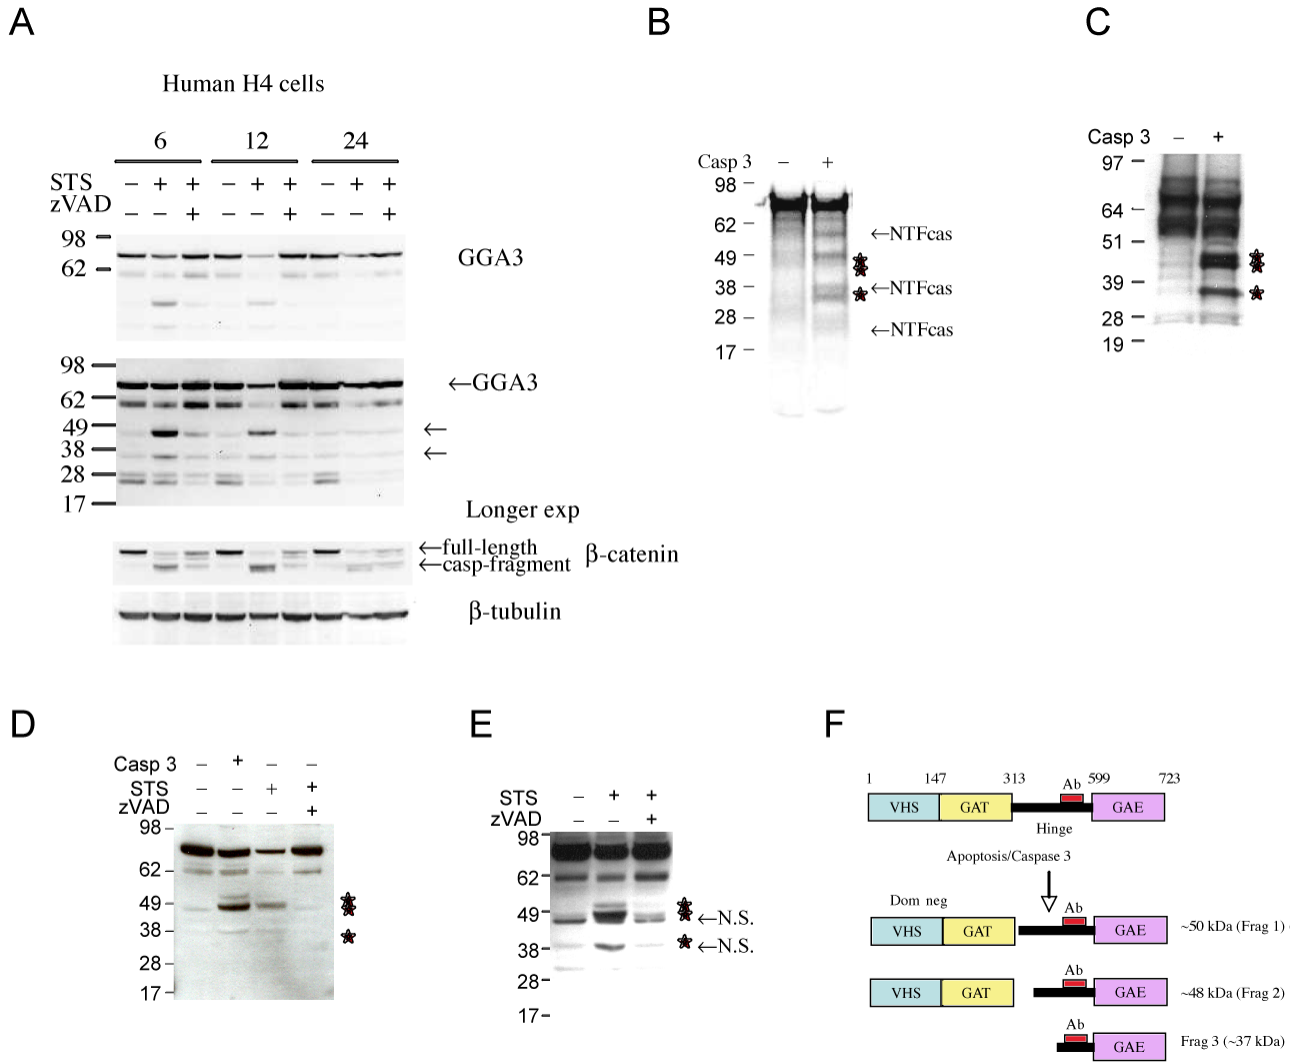 A
Human H4 cells
6 12 24
STS – + + – + + – + +
zVAD – – + – – + – – +
98
62
GGA3
98
62
49
38
28
17
←GGA3
←
←
Longer exp
←full-length
←casp-fragment
β-catenin
β-tubulin
B
Casp 3 – +
98
62
49
38
28
17
←NTFcas
←NTFcas
←NTFcas
C
Casp 3 – +
97
64
51
39
28
19
D
Casp 3 – + – –
STS – – + +
zVAD – – – +
98
62
49
38
28
17
E
STS – + +
zVAD – – +
98
62
49
38
28
17
←N.S.
←N.S.
F
1 147 313 599 723
Ab
VHS GAT GAE
Hinge
Apoptosis/Caspase 3
Dom neg
Ab
VHS GAT GAE ~50 kDa (Frag 1)
Ab
VHS GAT GAE ~48 kDa (Frag 2)
Ab
GAE Frag 3 (~37 kDa)